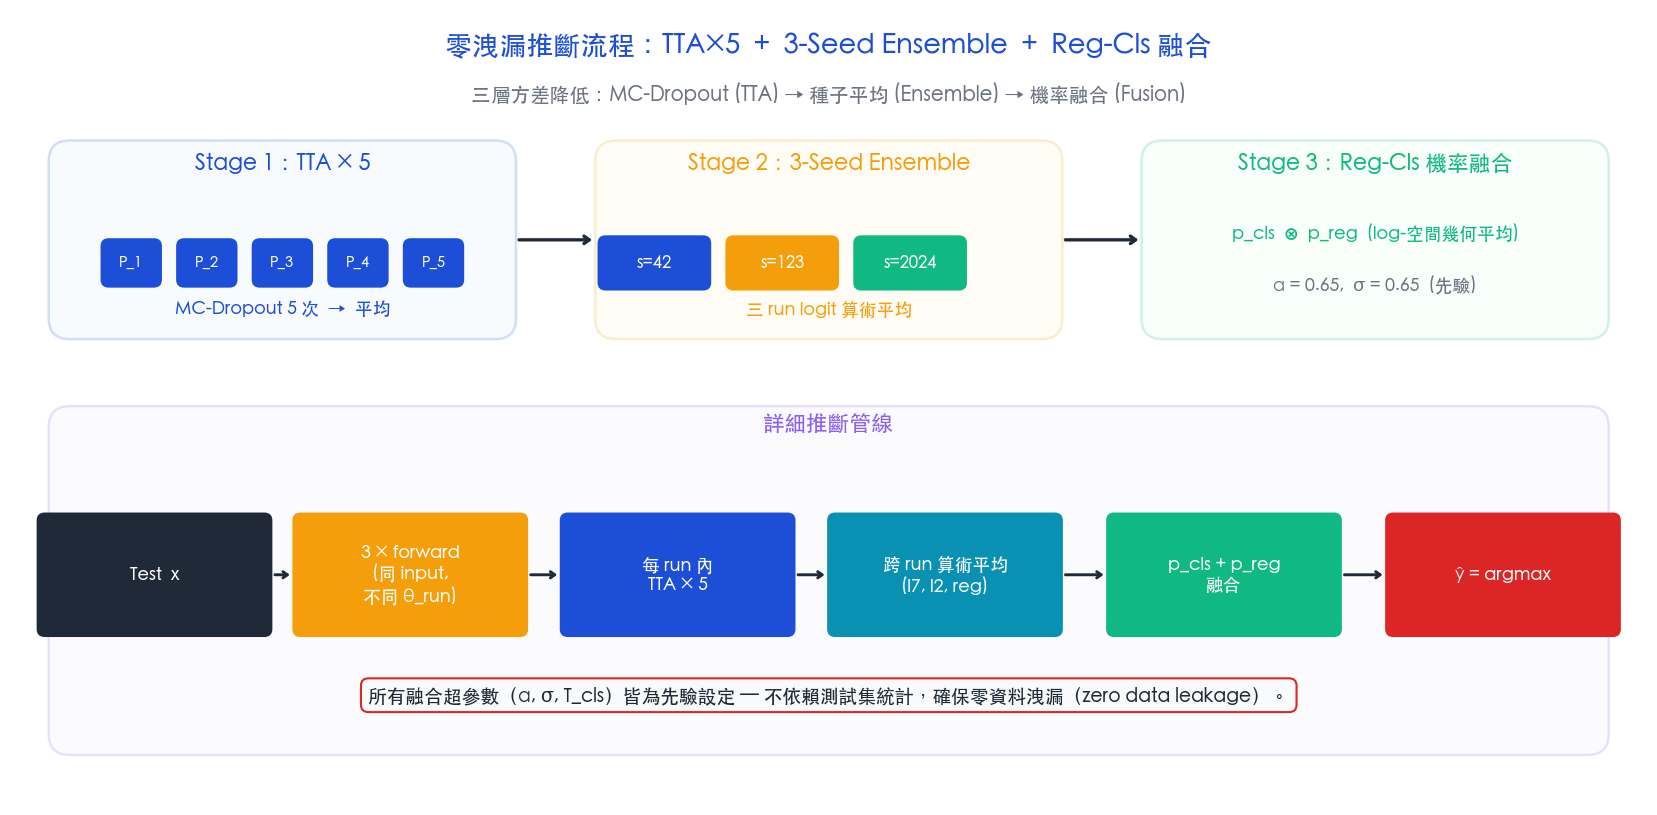 零洩漏推斷流程：TTA×5 + 3-Seed Ensemble + Reg-Cls 融合
三層方差降低：MC-Dropout (TTA) → 種子平均 (Ensemble) → 機率融合 (Fusion)
Stage 1：TTA × 5
P_1
P_2
P_3
P_4
P_5
MC-Dropout 5 次 → 平均
Stage 2：3-Seed Ensemble
s=42
s=123
s=2024
三 run logit 算術平均
Stage 3：Reg-Cls 機率融合
p_cls ⊗ p_reg (log-空間幾何平均)
α = 0.65, σ = 0.65 (先驗)
詳細推斷管線
Test x
3 × forward
(同 input,
不同 θ_run)
每 run 內
TTA × 5
跨 run 算術平均
(l7, l2, reg)
p_cls + p_reg
融合
ŷ = argmax
所有融合超參數（α, σ, T_cls）皆為先驗設定 — 不依賴測試集統計，確保零資料洩漏（zero data leakage）。